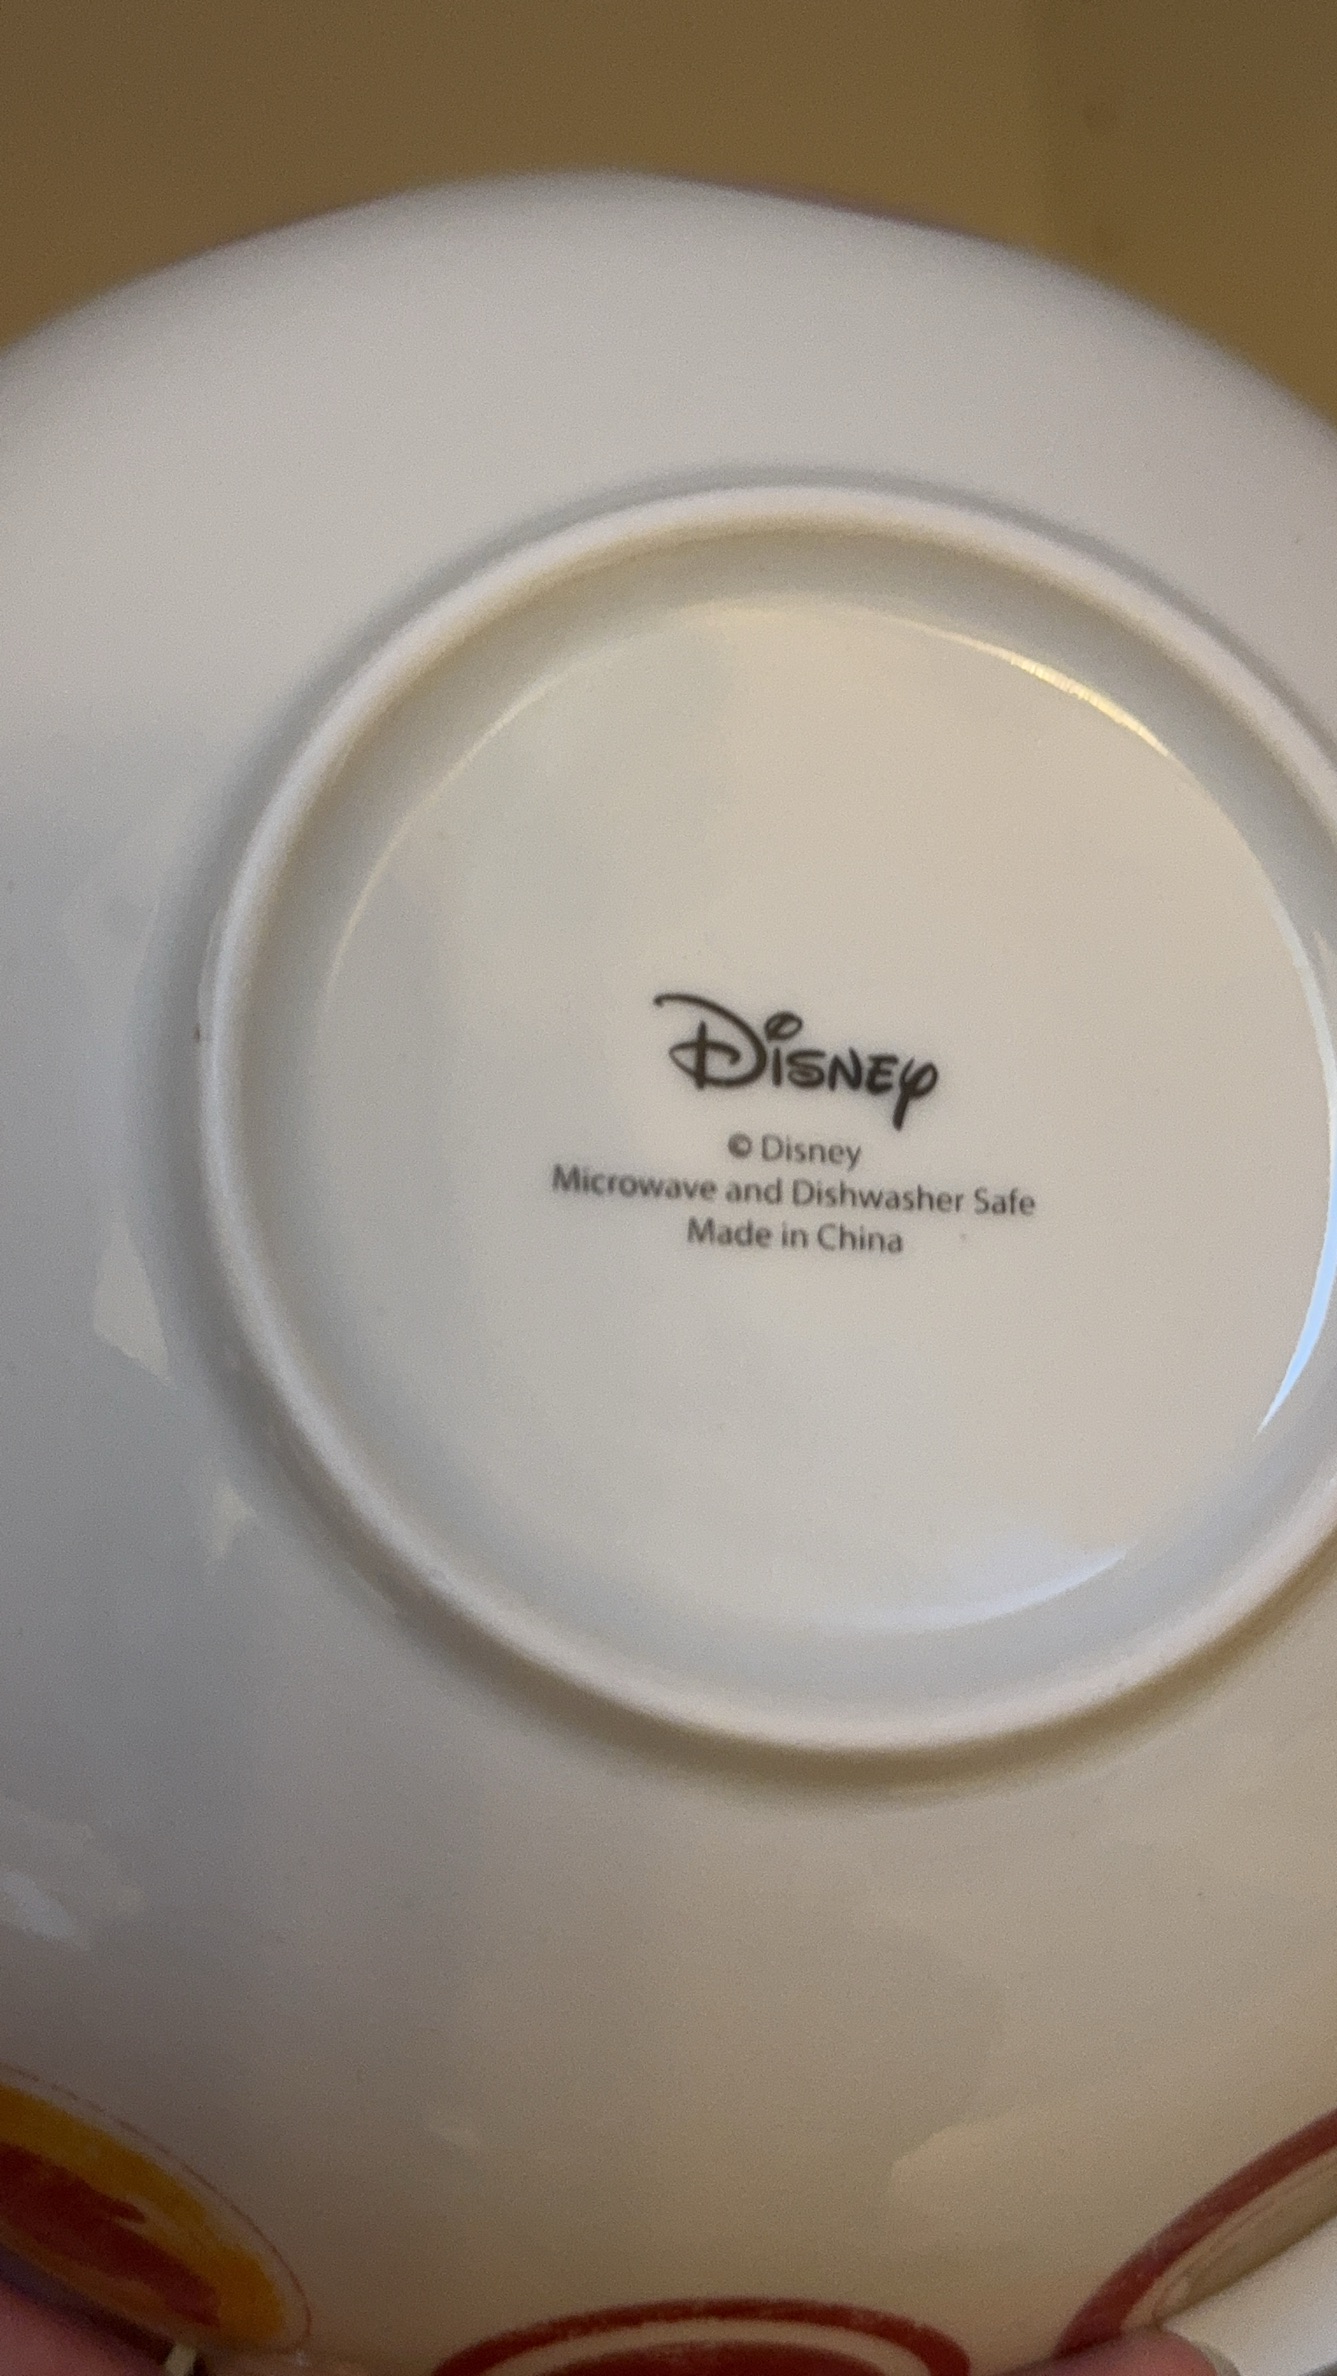 Disney
© Disney
Microwave and Dishwasher Safe
Made in China